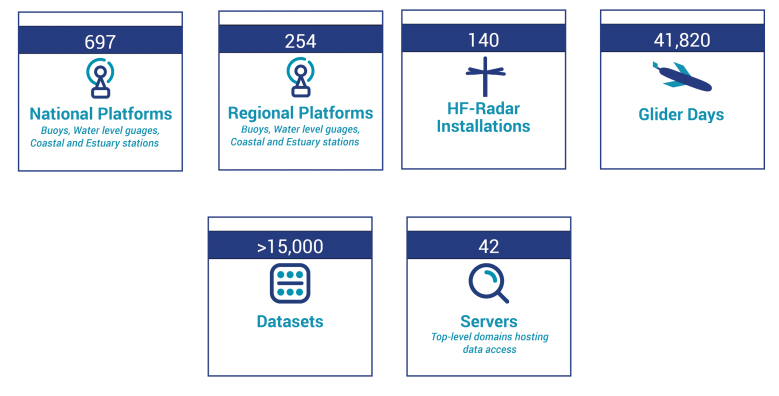 697
National Platforms
Buoys, Water level guages,
Coastal and Estuary stations
254
Regional Platforms
Buoys, Water level guages,
Coastal and Estuary stations
140
HF-Radar
Installations
41,820
Glider Days
>15,000
Datasets
42
Servers
Top-level domains hosting
data access